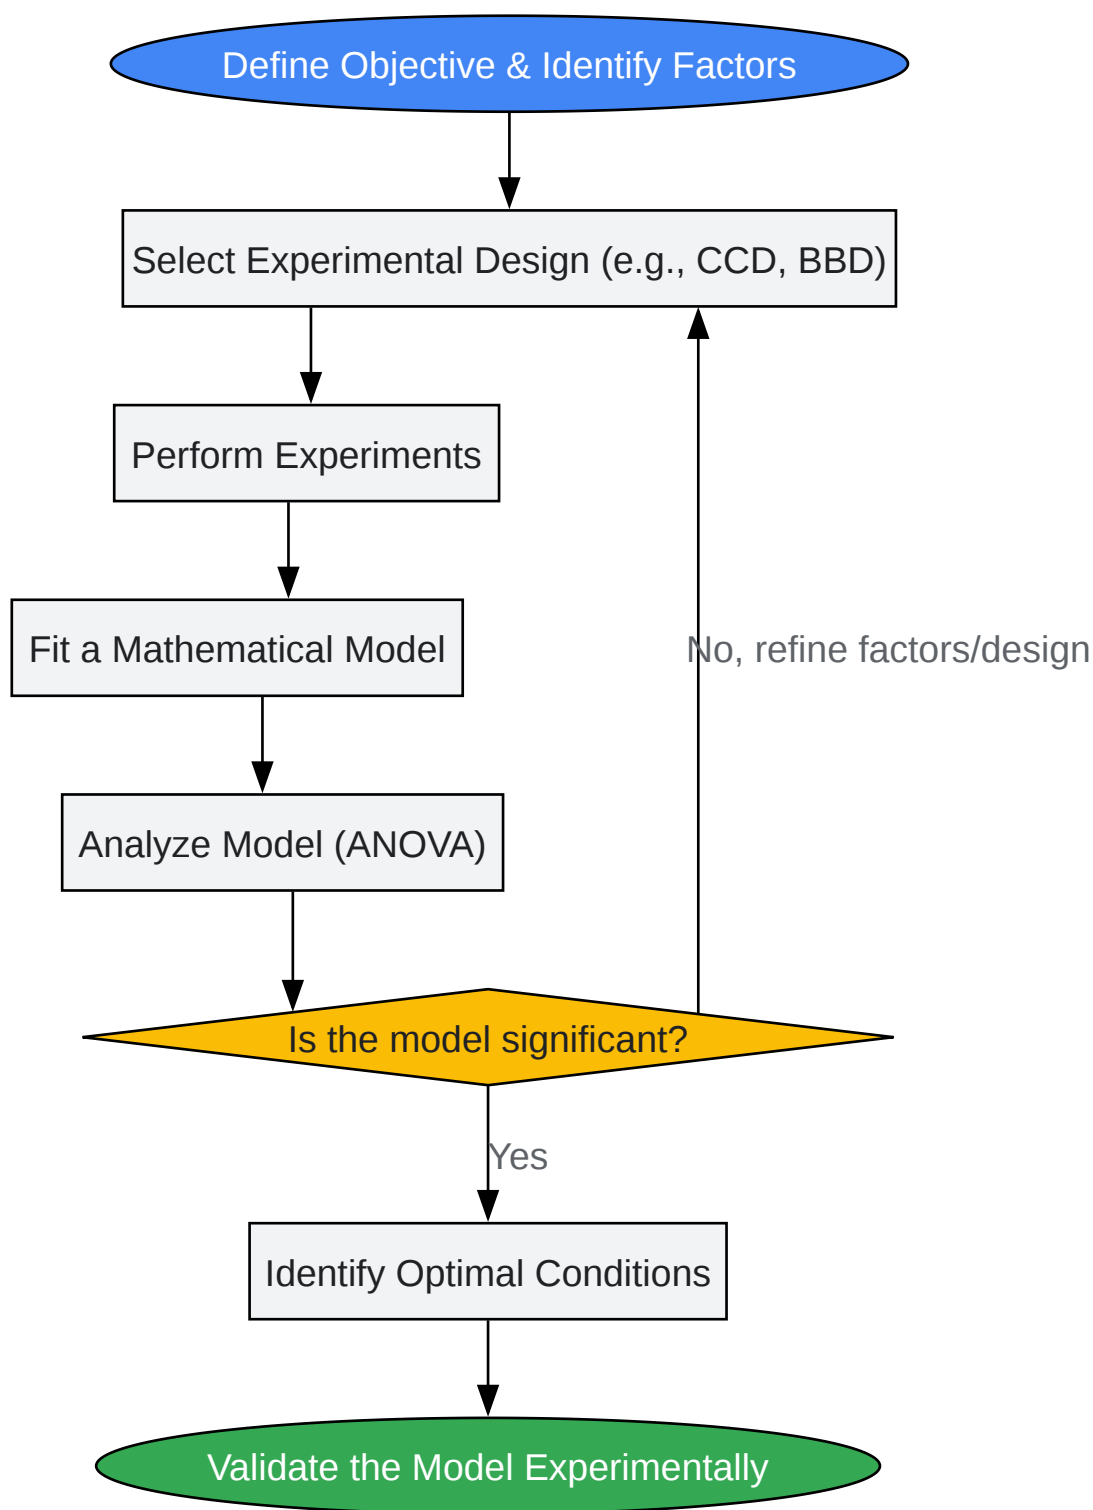 Define Objective & Identify Factors
Select Experimental Design (e.g., CCD, BBD)
Perform Experiments
Fit a Mathematical Model
No, refine factors/design
Analyze Model (ANOVA)
Is the model significant?
Yes
Identify Optimal Conditions
Validate the Model Experimentally